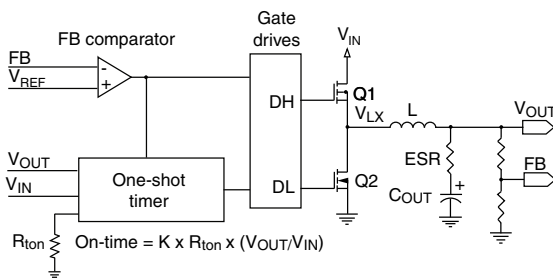 Gate
drives
FB comparator
V_IN
FB
V_REF
-
+
DH
Q1
V_LX
L
V_OUT
ESR
FB
V_OUT
V_IN
One-shot
timer
DL
Q2
C_OUT
+
R_ton
On-time = K x R_ton x (V_OUT/V_IN)